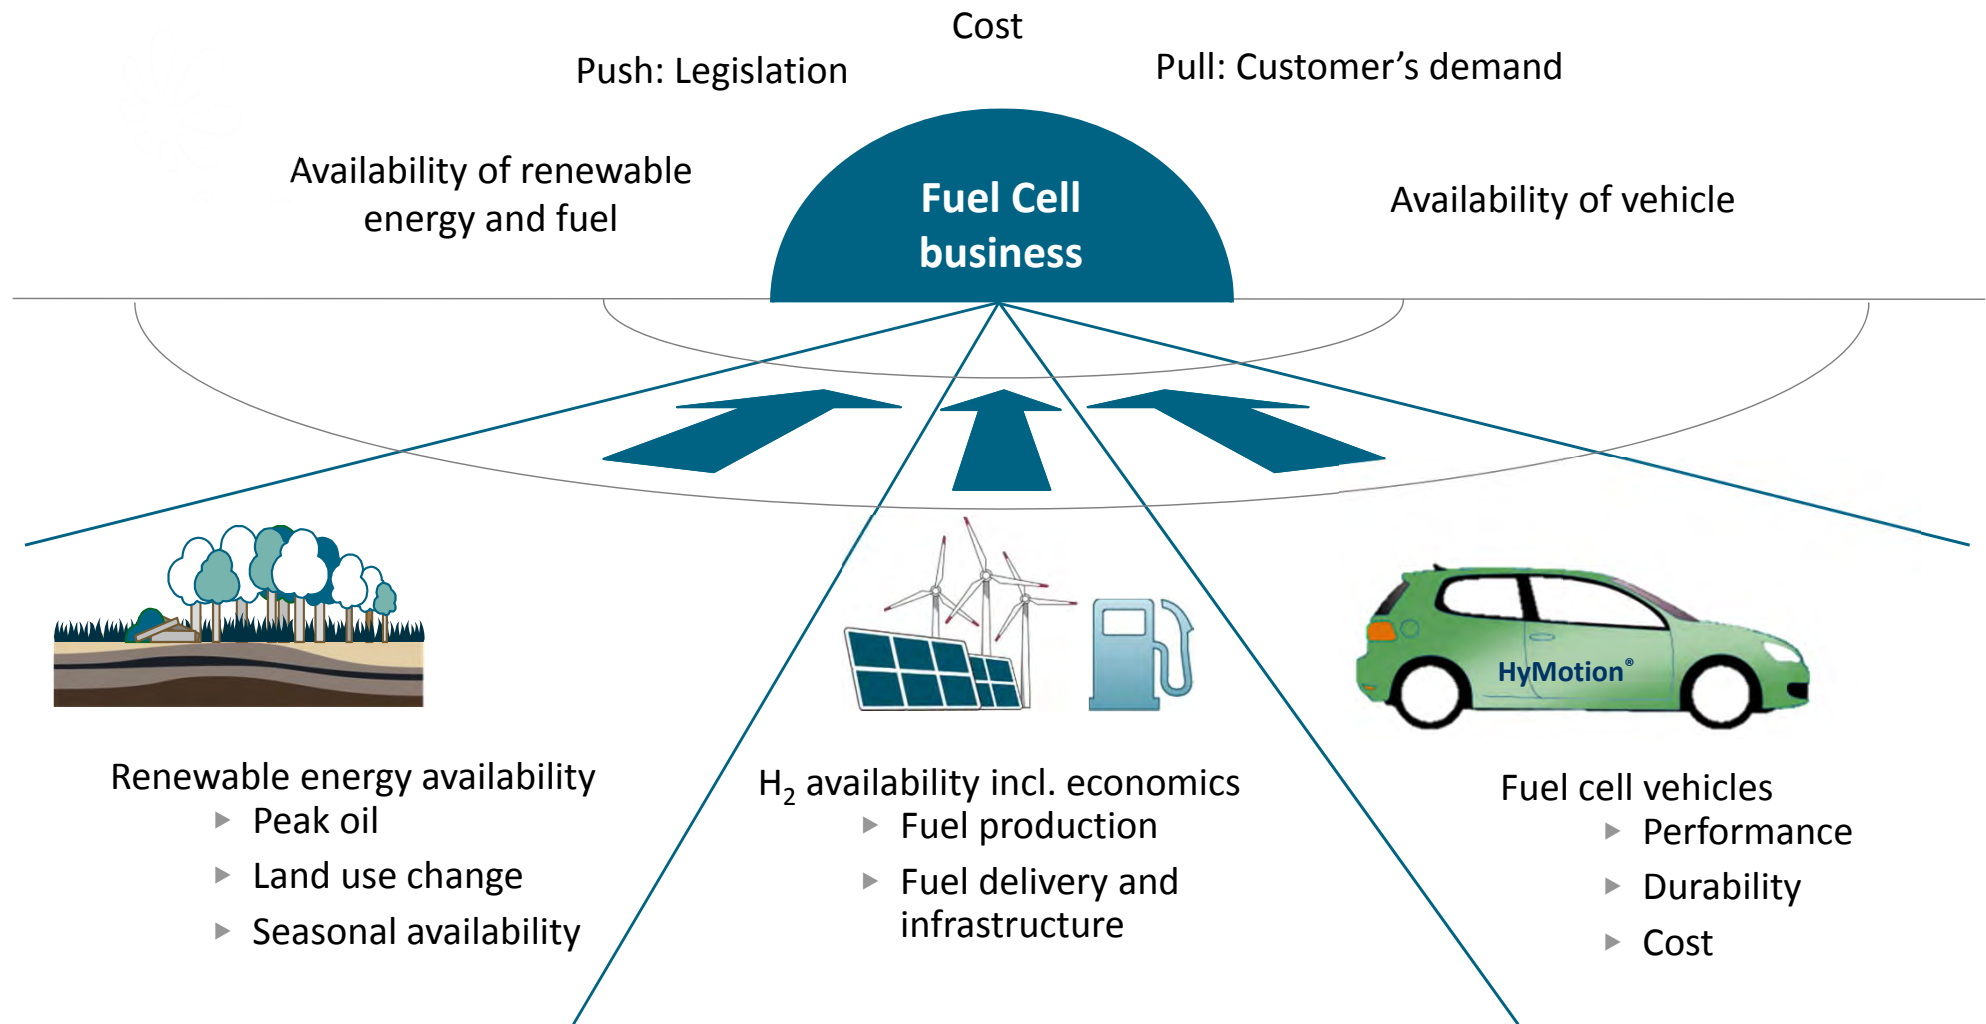 Cost
Push: Legislation
Pull: Customer’s demand
Availability of renewable
energy and fuel
Fuel Cell
business
Availability of vehicle
HyMotion®
Renewable energy availability
▶ Peak oil
▶ Land use change
▶ Seasonal availability
H₂ availability incl. economics
▶ Fuel production
▶ Fuel delivery and
infrastructure
Fuel cell vehicles
▶ Performance
▶ Durability
▶ Cost